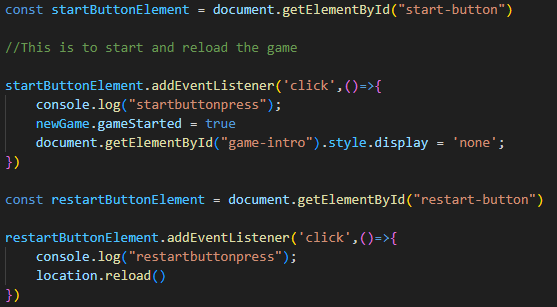 const startButtonElement = document.getElementById("start-button")
//This is to start and reload the game
startButtonElement.addEventListener('click',()=>{
    console.log("startbuttonpress");
    newGame.gameStarted = true
    document.getElementById("game-intro").style.display = 'none';
})
const restartButtonElement = document.getElementById("restart-button")
restartButtonElement.addEventListener('click',()=>{
    console.log("restartbuttonpress");
    location.reload()
})